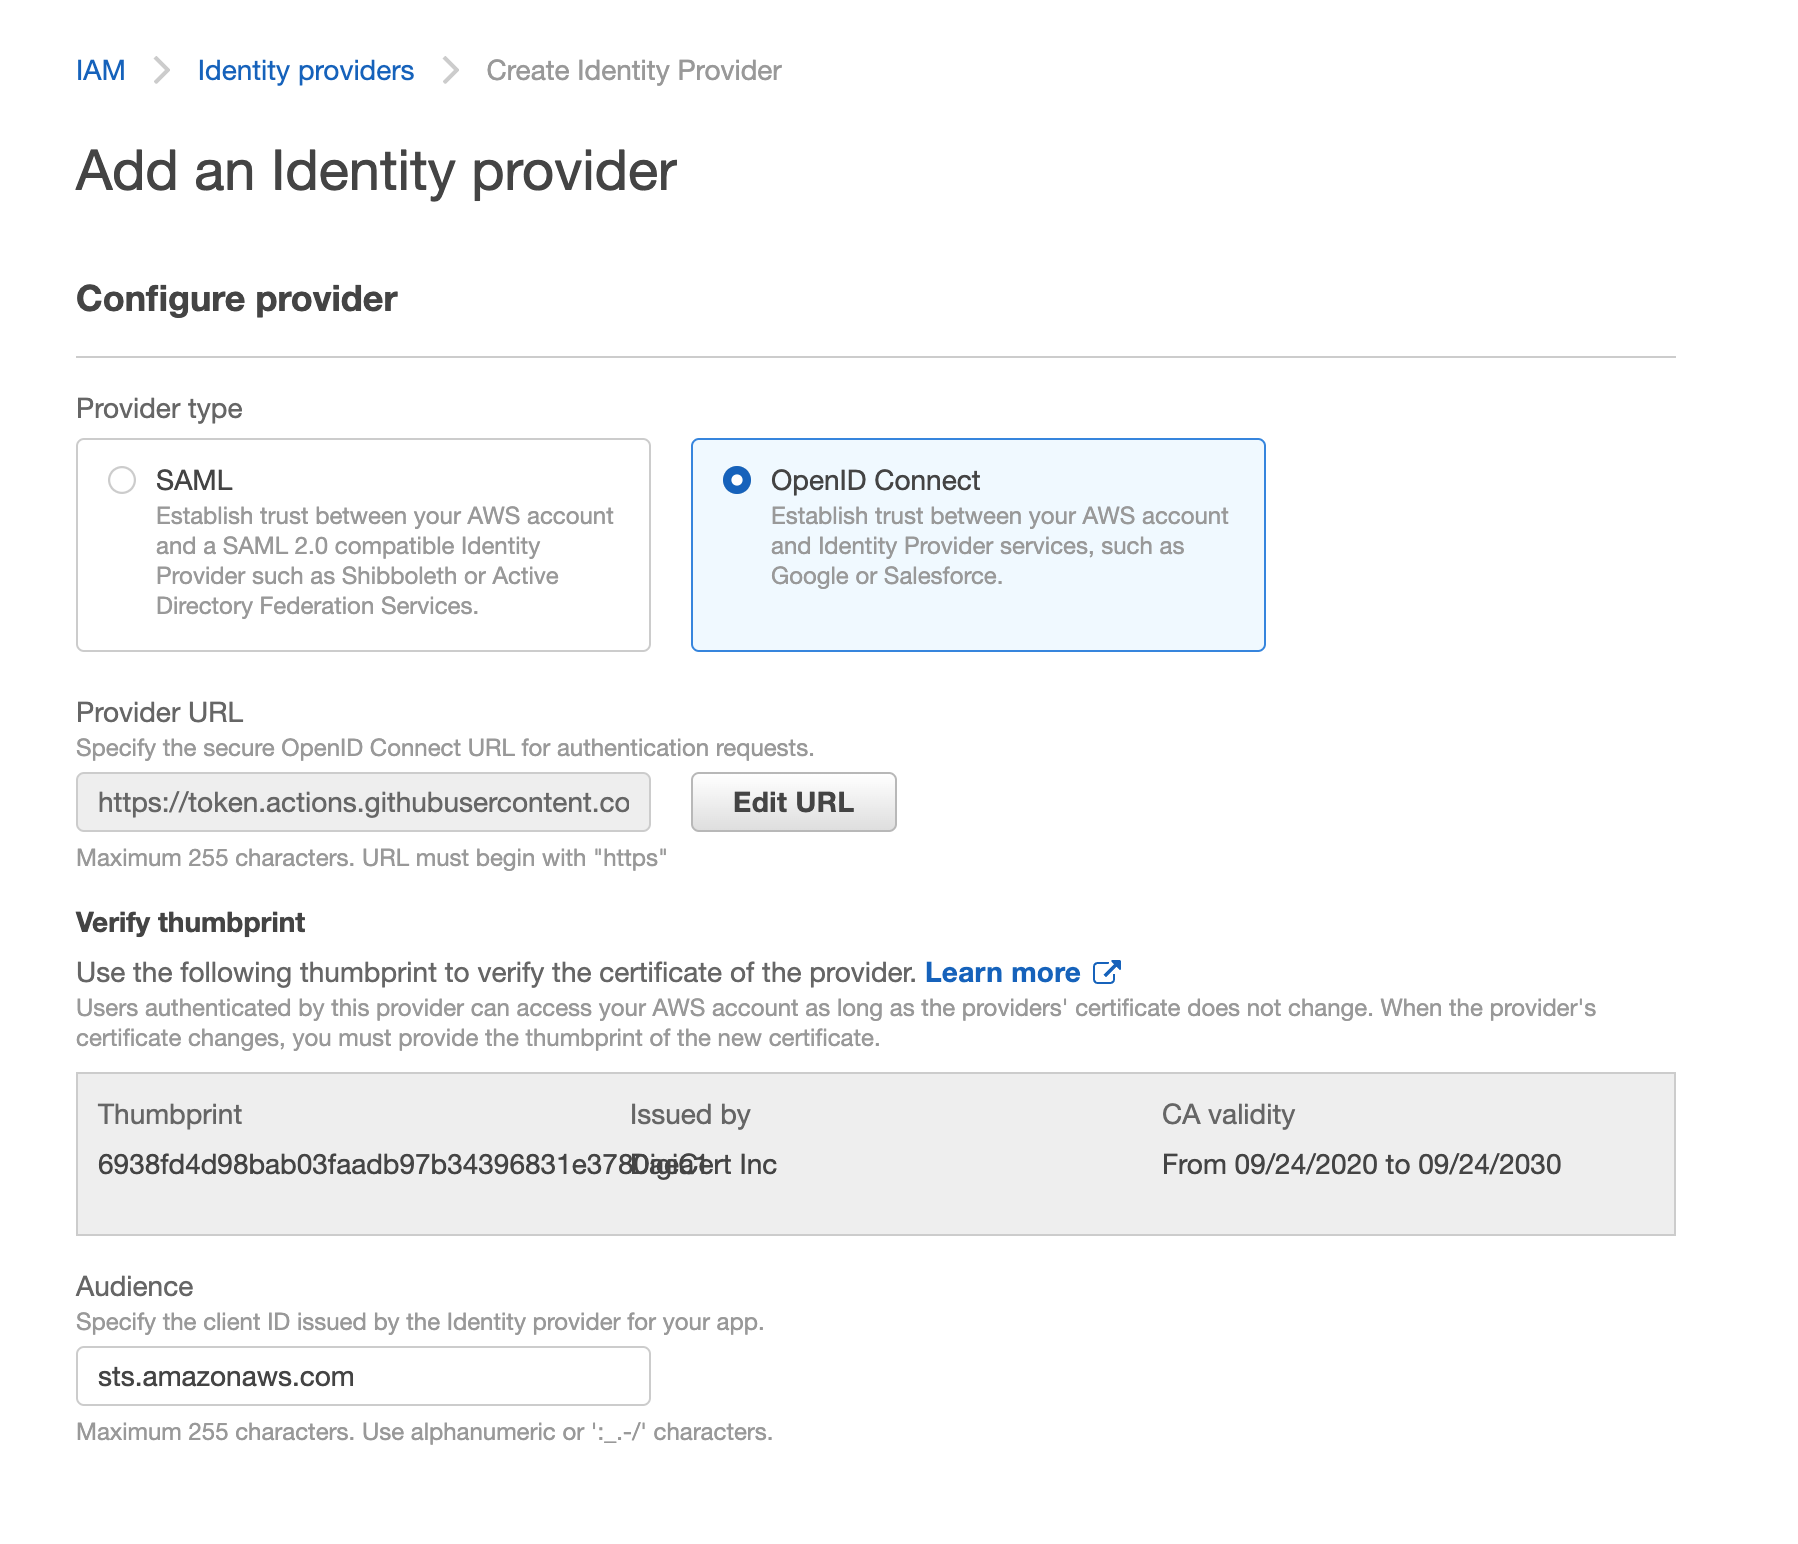 IAM > Identity providers > Create Identity Provider
Add an Identity provider
Configure provider
Provider type
SAML
Establish trust between your AWS account
and a SAML 2.0 compatible Identity
Provider such as Shibboleth or Active
Directory Federation Services.
OpenID Connect
Establish trust between your AWS account
and Identity Provider services, such as
Google or Salesforce.
Provider URL
Specify the secure OpenID Connect URL for authentication requests.
https://token.actions.githubusercontent.co
Edit URL
Maximum 255 characters. URL must begin with "https"
Verify thumbprint
Use the following thumbprint to verify the certificate of the provider. Learn more
Users authenticated by this provider can access your AWS account as long as the providers' certificate does not change. When the provider's
certificate changes, you must provide the thumbprint of the new certificate.
Thumbprint Issued by CA validity
6938fd4d98bab03faadb97b34396831e3780aea1 DigiCert Inc From 09/24/2020 to 09/24/2030
Audience
Specify the client ID issued by the Identity provider for your app.
sts.amazonaws.com
Maximum 255 characters. Use alphanumeric or ':_.-/' characters.